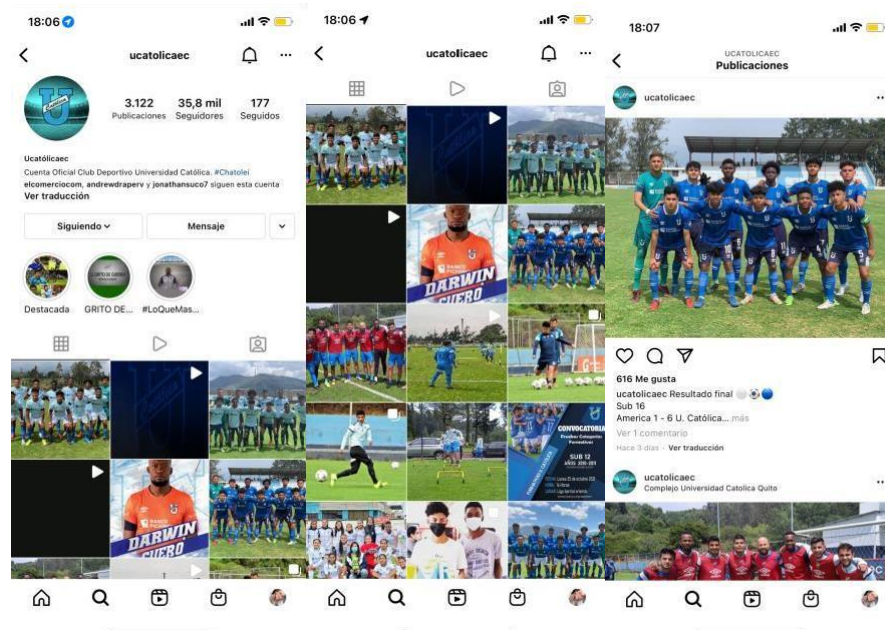 18:06
ucatolicaec
3.122 35,8 mil 177
Publicaciones Seguidores Seguidos
Católica
Ucatólicaec
Cuenta Oficial Club Deportivo Universidad Católica. #Chatolei
elcomerciocom, andrewdraperv y jonathansuco7 siguen esta cuenta
Ver traducción
Siguiendo
Mensaje
Destacada GRITO DE... #LoQueMas...
DARWIN
CUERO
18:06
ucatolicaec
BANCO
DARWIN
CUERO
CONVOCATORIA
SUB 12
18:07
UCATOLICAEC
Publicaciones
ucatolicaec
616 Me gusta
ucatolicaec Resultado final
Sub 16
America 1 - 6 U. Católica... más
Ver 1 comentario
Hace 3 días · Ver traducción
ucatolicaec
Complejo Universidad Catolica Quito